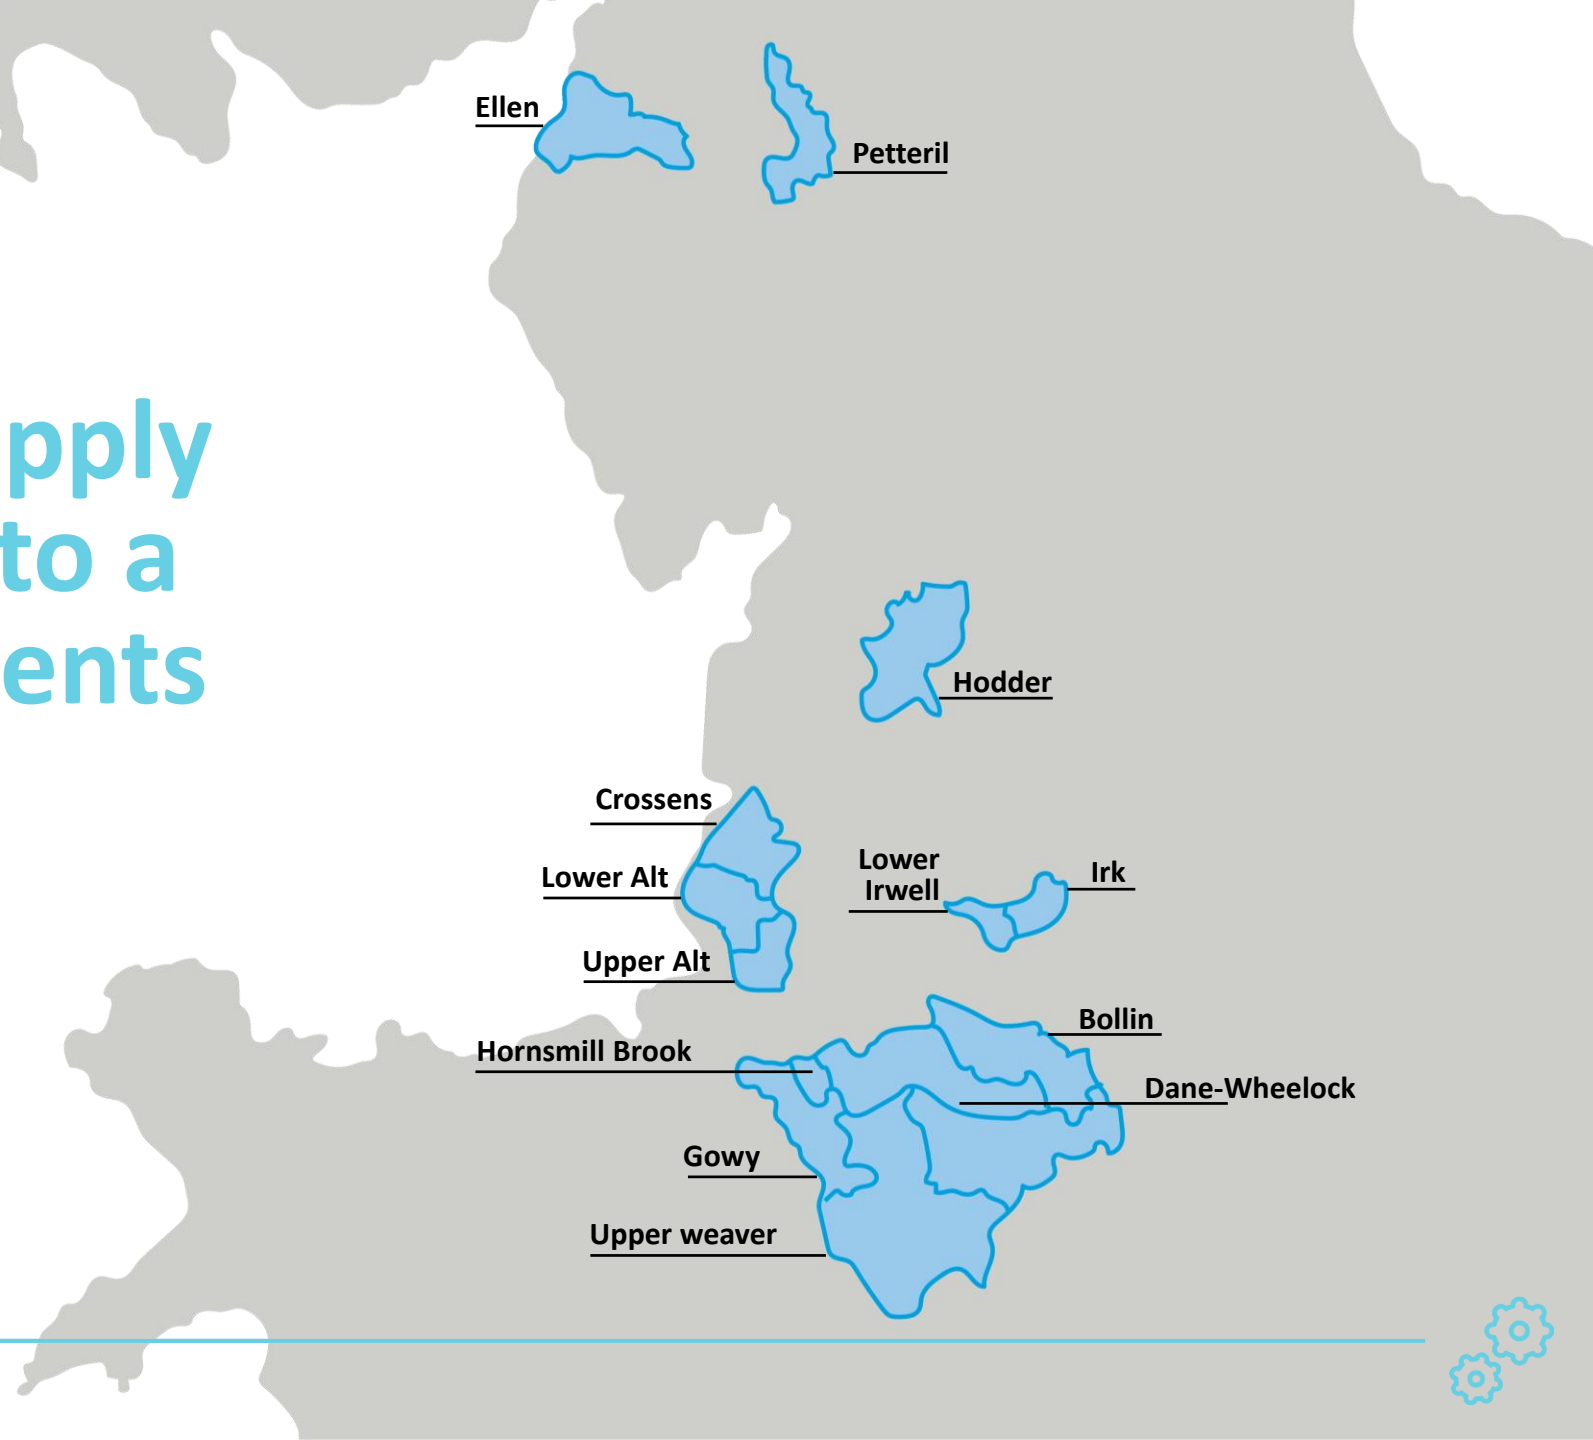 pply
to a
ents
Ellen
Petteril
Hodder
Crossens
Lower Alt
Upper Alt
Lower
Irwell
Irk
Bollin
Hornsmill Brook
Dane-Wheelock
Gowy
Upper weaver